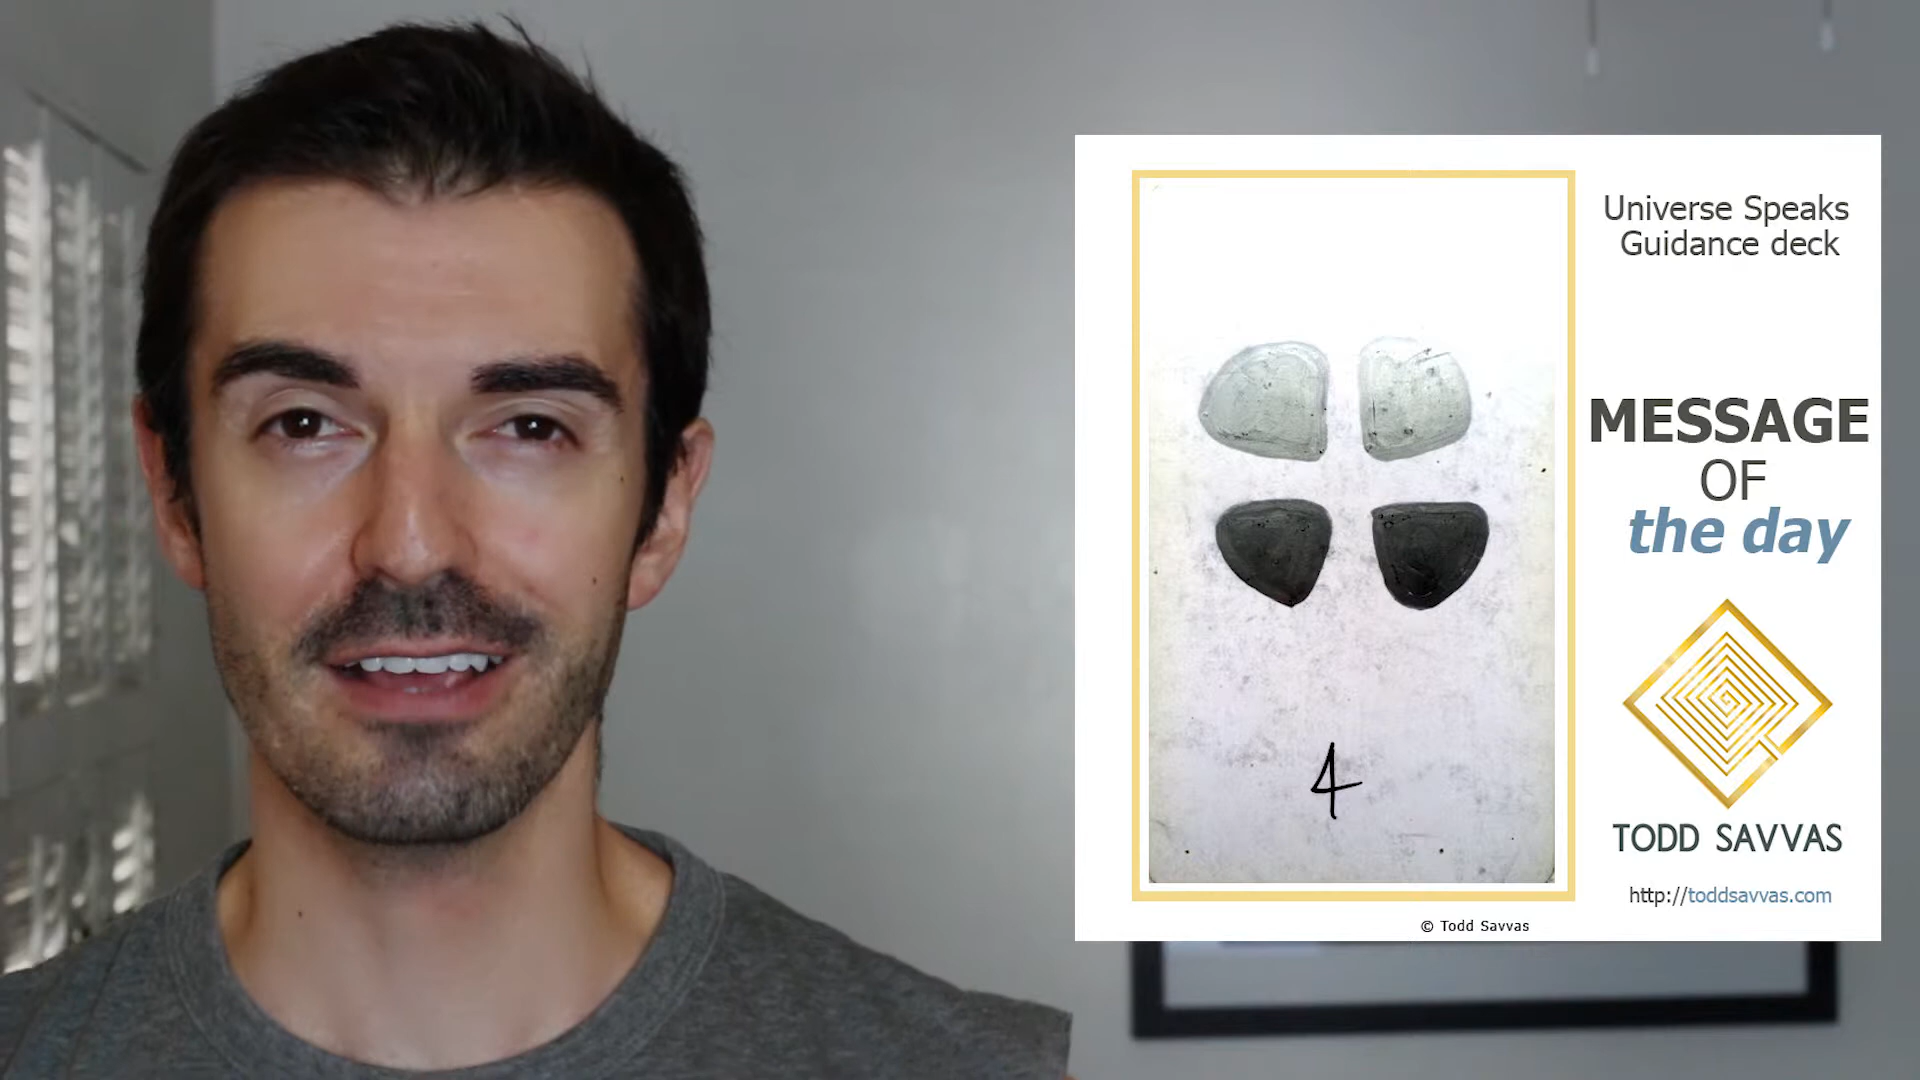 Universe Speaks
Guidance deck
MESSAGE
OF
the day
4
TODD SAVVAS
http://toddsavvas.com
© Todd Savvas